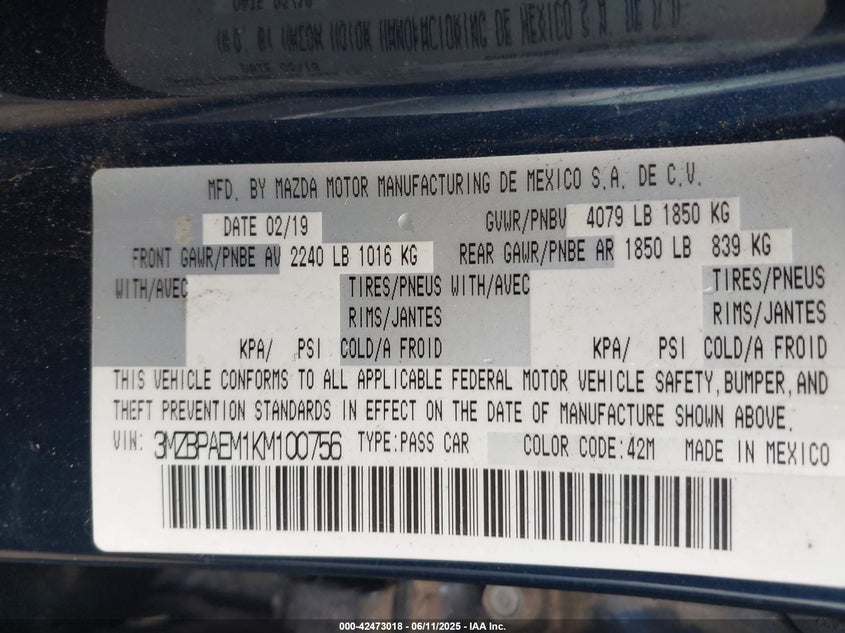 DATE 02/19
MFD. BY MAZDA MOTOR MANUFACTURING DE MEXICO S.A. DE C.V.
DATE 02/19 GVWR/PNBV 4079 LB 1850 KG
FRONT GAWR/PNBE AV 2240 LB 1016 KG REAR GAWR/PNBE AR 1850 LB 839 KG
WITH/AVEC TIRES/PNEUS WITH/AVEC TIRES/PNEUS
RIMS/JANTES RIMS/JANTES
KPA/ PSI COLD/A FROID KPA/ PSI COLD/A FROID
THIS VEHICLE CONFORMS TO ALL APPLICABLE FEDERAL MOTOR VEHICLE SAFETY, BUMPER, AND
THEFT PREVENTION STANDARDS IN EFFECT ON THE DATE OF MANUFACTURE SHOWN ABOVE.
VIN: 3MZBPAEM1KM100756 TYPE:PASS CAR COLOR CODE:42M MADE IN MEXICO
000-42473018 - 06/11/2025 - IAA Inc.